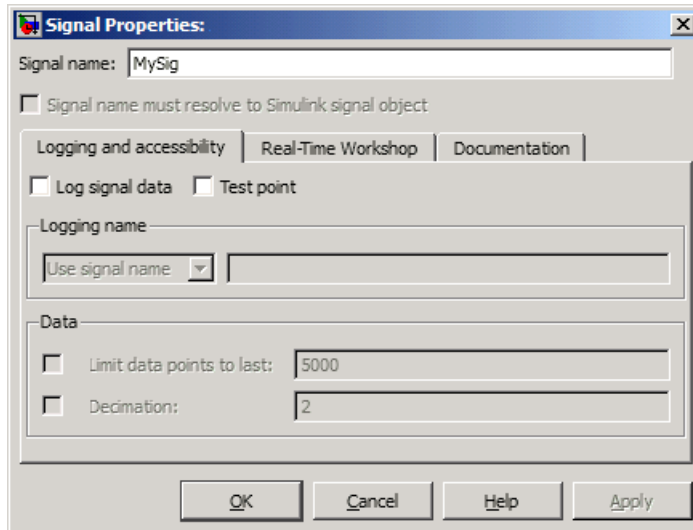 Signal Properties:
Signal name: MySig
Signal name must resolve to Simulink signal object
Logging and accessibility Real-Time Workshop Documentation
Log signal data Test point
Logging name
Use signal name
Data
Limit data points to last: 5000
Decimation: 2
OK Cancel Help Apply